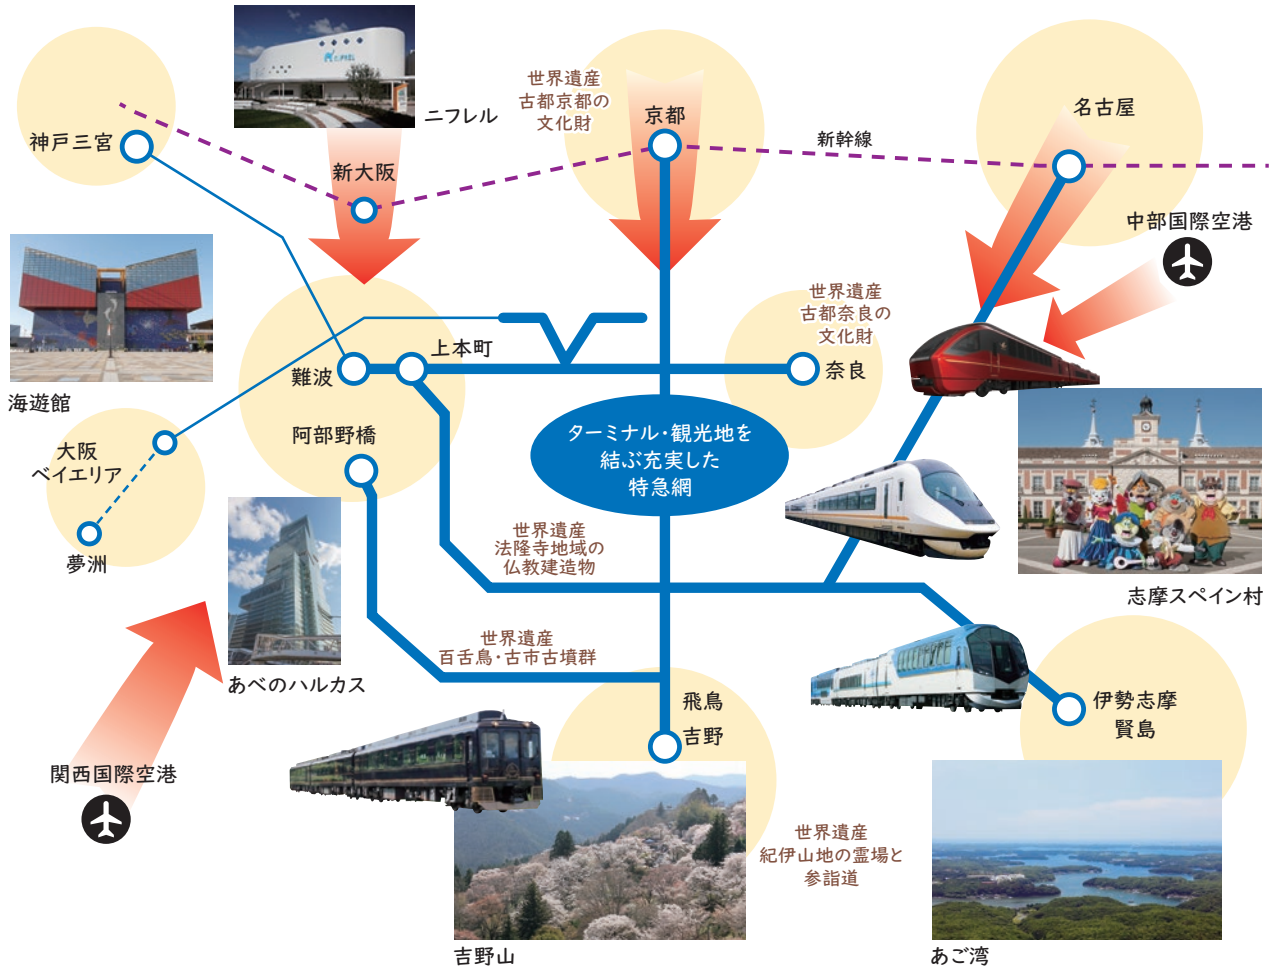 ニフレル
世界遺産
古都京都の
文化財
京都
名古屋
神戸三宮
新大阪
新幹線
中部国際空港
世界遺産
古都奈良の
文化財
上本町
難波
奈良
海遊館
大阪
ベイエリア
阿部野橋
ターミナル・観光地を
結ぶ充実した
特急網
夢洲
世界遺産
法隆寺地域の
仏教建造物
志摩スペイン村
世界遺産
百舌鳥・古市古墳群
あべのハルカス
飛鳥
吉野
伊勢志摩
賢島
関西国際空港
世界遺産
紀伊山地の霊場と
参詣道
吉野山
あご湾